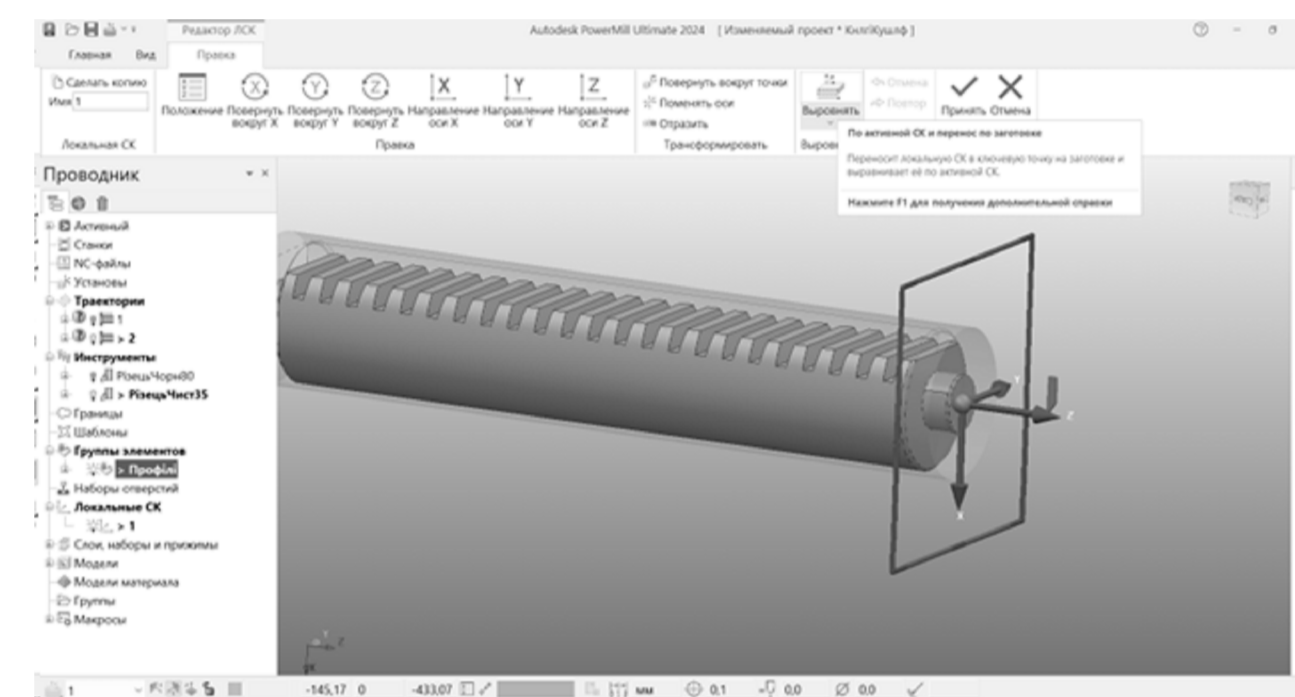 Редактор ЛСК
Autodesk PowerMill Ultimate 2024 [ Изменяемый проект *
Главная Вид Правка
Сделать копию
Имя 1
Положение Повернуть вокруг X Повернуть вокруг Y Повернуть вокруг Z Направление оси X Направление оси Y Направление оси Z
Повернуть вокруг точки
Поменять оси
Отразить
Выровнять
Отмена
Повтор
Принять Отмена
Локальная СК Правка Трансформировать Выров
По активной СК и перенос по заготовке
Переносит локальную СК в ключевую точку на заготовке и
выравнивает её по активной СК.
Нажмите F1 для получения дополнительной справки
Проводник
Активный
Станки
NC-файлы
Установы
Траектории
1
> 2
Инструменты
РізецьЧорн80
> РізецьЧист35
Границы
Шаблоны
Группы элементов
> Профілі
Наборы отверстий
Локальные СК
> 1
Слои, наборы и прижимы
Модели
Модели материала
Группы
Макросы
Y
Z
X
Y
Z
1 -145,17 0 -433,07 мм 0,1 0,0 0,0